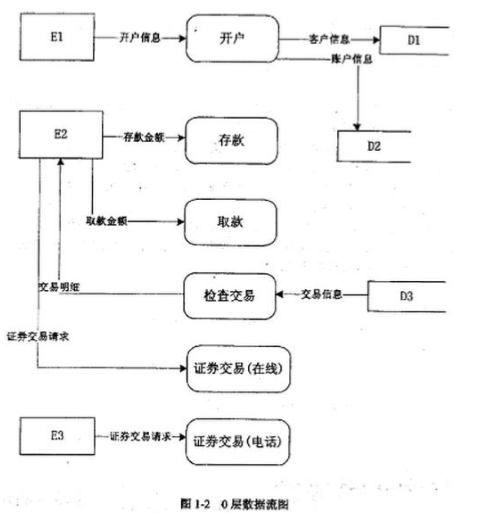 E1
开户信息
开户
客户信息
D1
账户信息
E2
存款金额
存款
D2
取款金额
取款
交易明细
检查交易
交易信息
D3
证券交易请求
证券交易(在线)
E3
证券交易请求
证券交易(电话)
图 1-2 0层数据流图